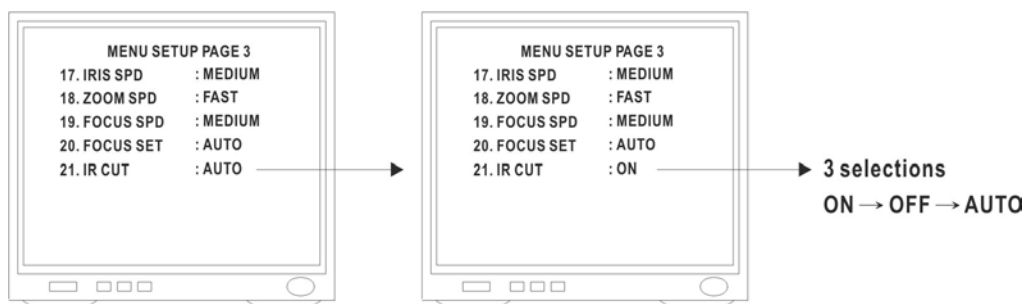 MENU SETUP PAGE 3
17. IRIS SPD : MEDIUM
18. ZOOM SPD : FAST
19. FOCUS SPD : MEDIUM
20. FOCUS SET : AUTO
21. IR CUT : AUTO
MENU SETUP PAGE 3
17. IRIS SPD : MEDIUM
18. ZOOM SPD : FAST
19. FOCUS SPD : MEDIUM
20. FOCUS SET : AUTO
21. IR CUT : ON
3 selections
ON → OFF → AUTO